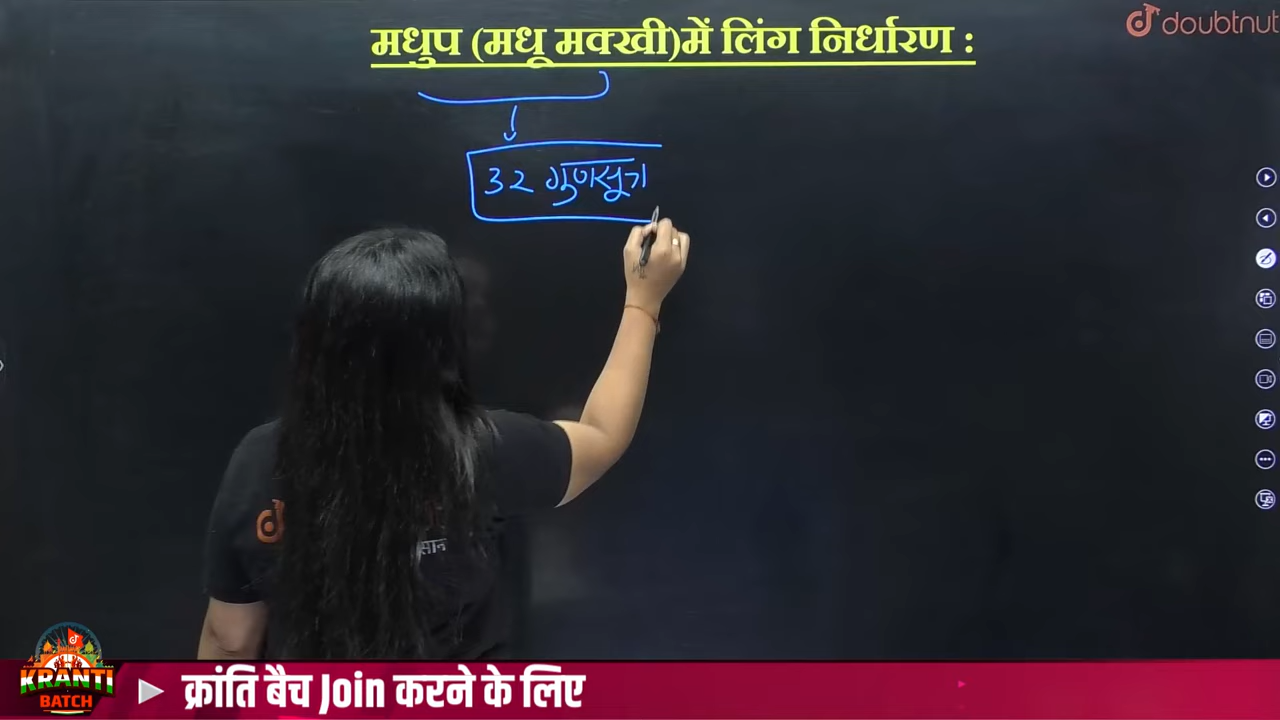 doubtnut
मधुप (मधू मक्खी)में लिंग निर्धारण :
32 गुणसूत्र
सान
KRANTI
BATCH
क्रांति बैच Join करने के लिए